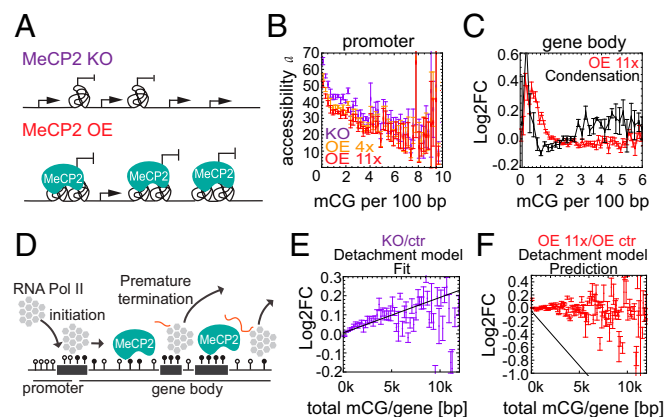 A
MeCP2 KO
MeCP2 OE
MeCP2
MeCP2
MeCP2
B
promoter
accessibility a
70
60
50
40
30
20
10
0
KO
OE 4x
OE 11x
0 2 4 6 8 10
mCG per 100 bp
C
gene body
OE 11x
Condensation
Log2FC
0.6
0.4
0.2
0.0
-0.2
0 1 2 3 4 5 6
mCG per 100 bp
D
RNA Pol II
initiation
Premature
termination
MeCP2
MeCP2
promoter
gene body
E
KO/ctr
Detachment model
Fit
Log2FC
0.3
0.2
0.1
0.0
-0.1
-0.2
0 5k 10k
total mCG/gene [bp]
F
OE 11x/OE ctr
Detachment model
Prediction
Log2FC
0.2
0.0
-0.2
-0.4
-0.6
-0.8
-1.0
0 5k 10k
total mCG/gene [bp]